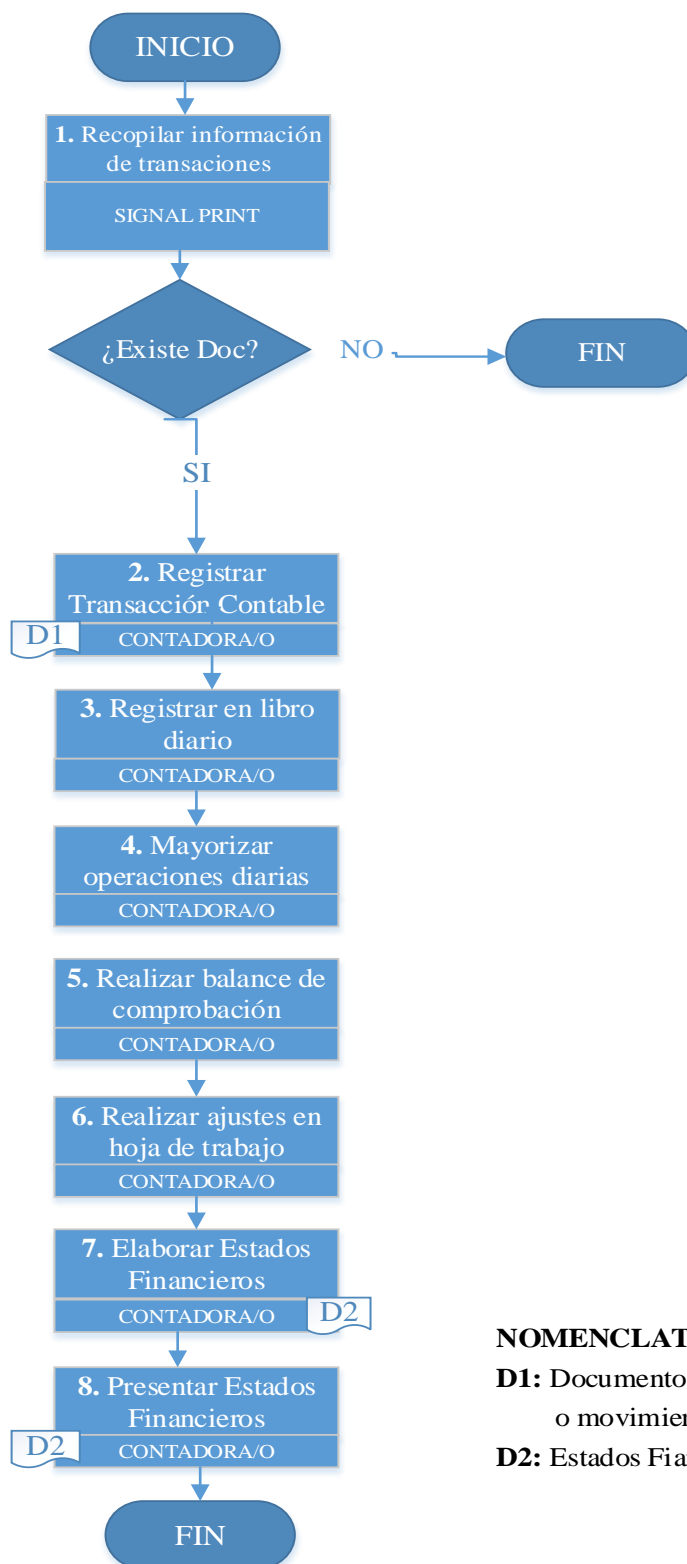 INICIO
1. Recopilar información
de transaciones
SIGNAL PRINT
¿Existe Doc?
NO
FIN
SI
2. Registrar
Transacción Contable
D1
CONTADORA/O
3. Registrar en libro
diario
CONTADORA/O
4. Mayorizar
operaciones diarias
CONTADORA/O
5. Realizar balance de
comprobación
CONTADORA/O
6. Realizar ajustes en
hoja de trabajo
CONTADORA/O
7. Elaborar Estados
Financieros
CONTADORA/O
D2
8. Presentar Estados
Financieros
D2
CONTADORA/O
FIN
NOMENCLAT
D1: Documento
o movimien
D2: Estados Fia